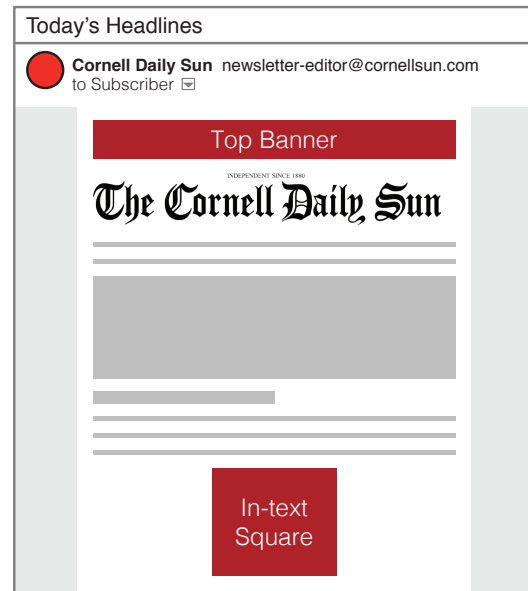 Today's Headlines
Cornell Daily Sun newsletter-editor@cornellsun.com
to Subscriber
Top Banner
INDEPENDENT SINCE 1880
The Cornell Daily Sun
In-text
Square